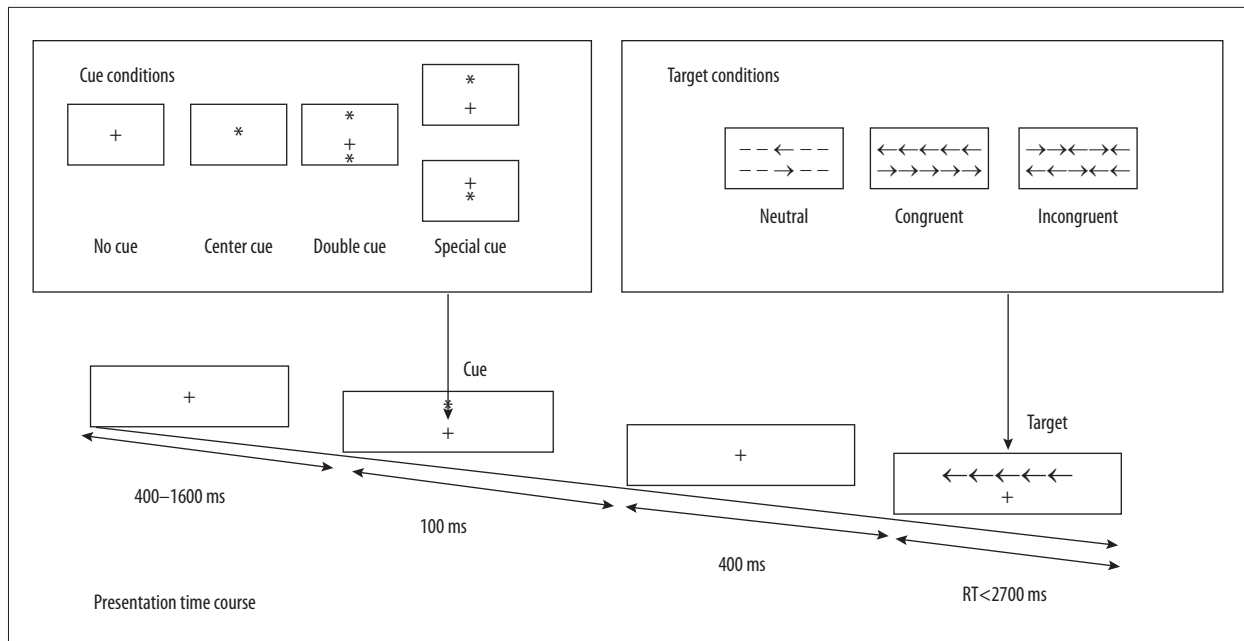 Cue conditions
+
*
*
+
*
*
+
+
*
No cue
Center cue
Double cue
Special cue
Target conditions
– – ← – –
– – → – –
←←←←←
→→→→→
→→←→←
←←→←←
Neutral
Congruent
Incongruent
+
Cue
*
+
+
Target
←←←←←
+
400–1600 ms
100 ms
400 ms
RT<2700 ms
Presentation time course